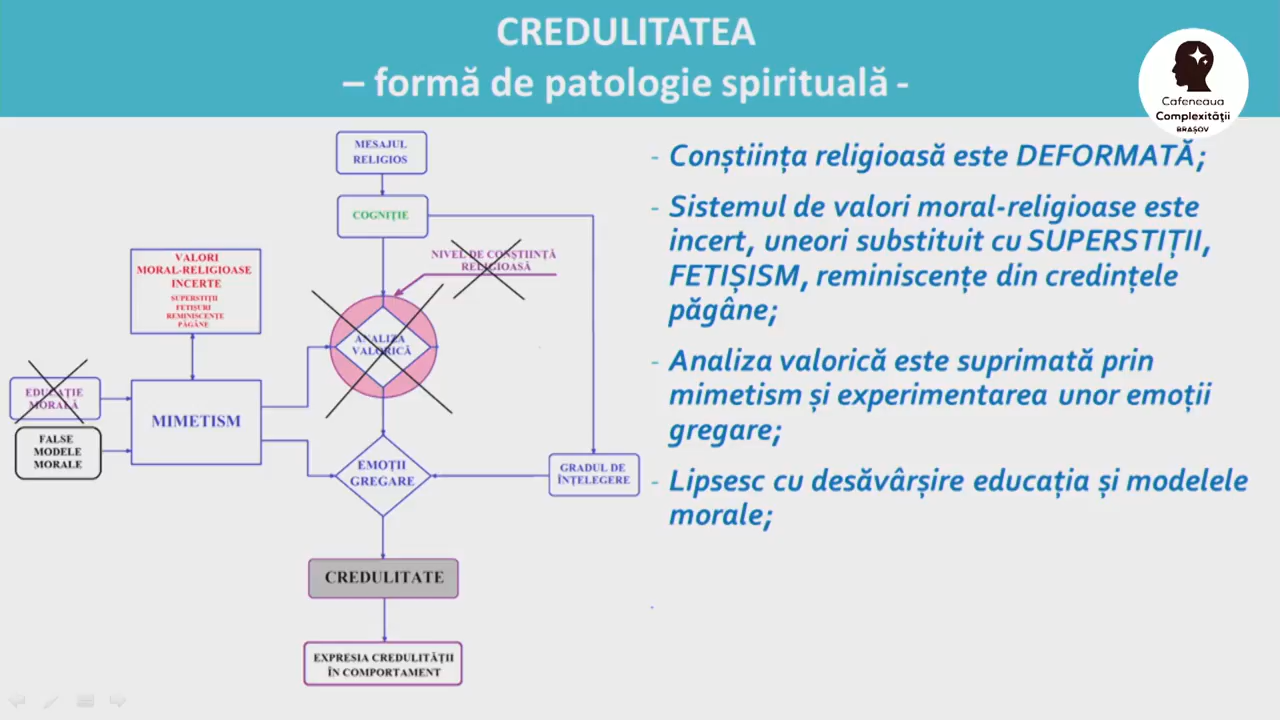 CREDULITATEA
– formă de patologie spirituală -
Cafeneaua
Complexității
BRAȘOV
MESAJUL
RELIGIOS
COGNIȚIE
NIVEL DE CONȘTIINȚĂ
RELIGIOASĂ
VALORI
MORAL-RELIGIOASE
INCERTE
SUPERSTIȚII
FETIȘURI
REMINISCENȚE
PĂGÂNE
ANALIZA
VALORICĂ
EDUCAȚIE
MORALĂ
MIMETISM
FALSE
MODELE
MORALE
EMOȚII
GREGARE
GRADUL DE
ÎNȚELEGERE
CREDULITATE
EXPRESIA CREDULITĂȚII
ÎN COMPORTAMENT
- Conștiința religioasă este DEFORMATĂ;
- Sistemul de valori moral-religioase este
incert, uneori substituit cu SUPERSTIȚII,
FETIȘISM, reminiscențe din credințele
păgâne;
- Analiza valorică este suprimată prin
mimetism și experimentarea unor emoții
gregare;
- Lipsesc cu desăvârșire educația și modelele
morale;